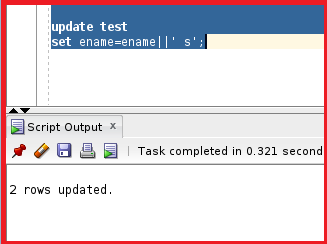 update test
set ename=ename||' s';
Script Output x
Task completed in 0.321 second
2 rows updated.